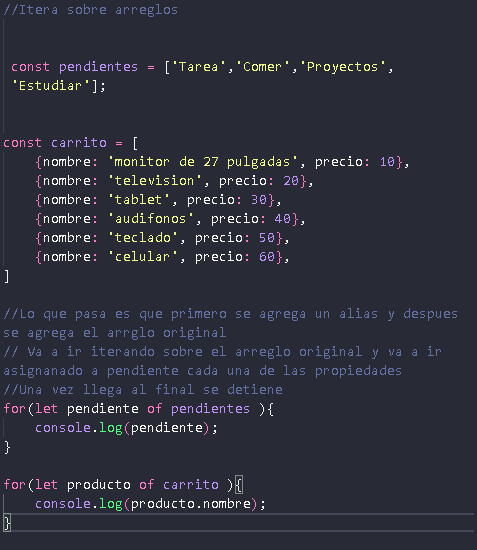 //Itera sobre arreglos
const pendientes = ['Tarea','Comer','Proyectos',
'Estudiar'];
const carrito = [
{nombre: 'monitor de 27 pulgadas', precio: 10},
{nombre: 'television', precio: 20},
{nombre: 'tablet', precio: 30},
{nombre: 'audifonos', precio: 40},
{nombre: 'teclado', precio: 50},
{nombre: 'celular', precio: 60},
]
//Lo que pasa es que primero se agrega un alias y despues
se agrega el arrglo original
// Va a ir iterando sobre el arreglo original y va a ir
asignanado a pendiente cada una de las propiedades
//Una vez llega al final se detiene
for(let pendiente of pendientes ){
console.log(pendiente);
}
for(let producto of carrito ){
console.log(producto.nombre);
}